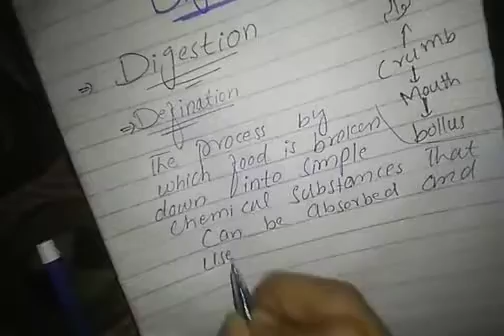 Digestion
Defination
The process by
which food is broken
down into simple
chemical substances That
Can be absorbed and
Use
Crumb
Mouth
bollus